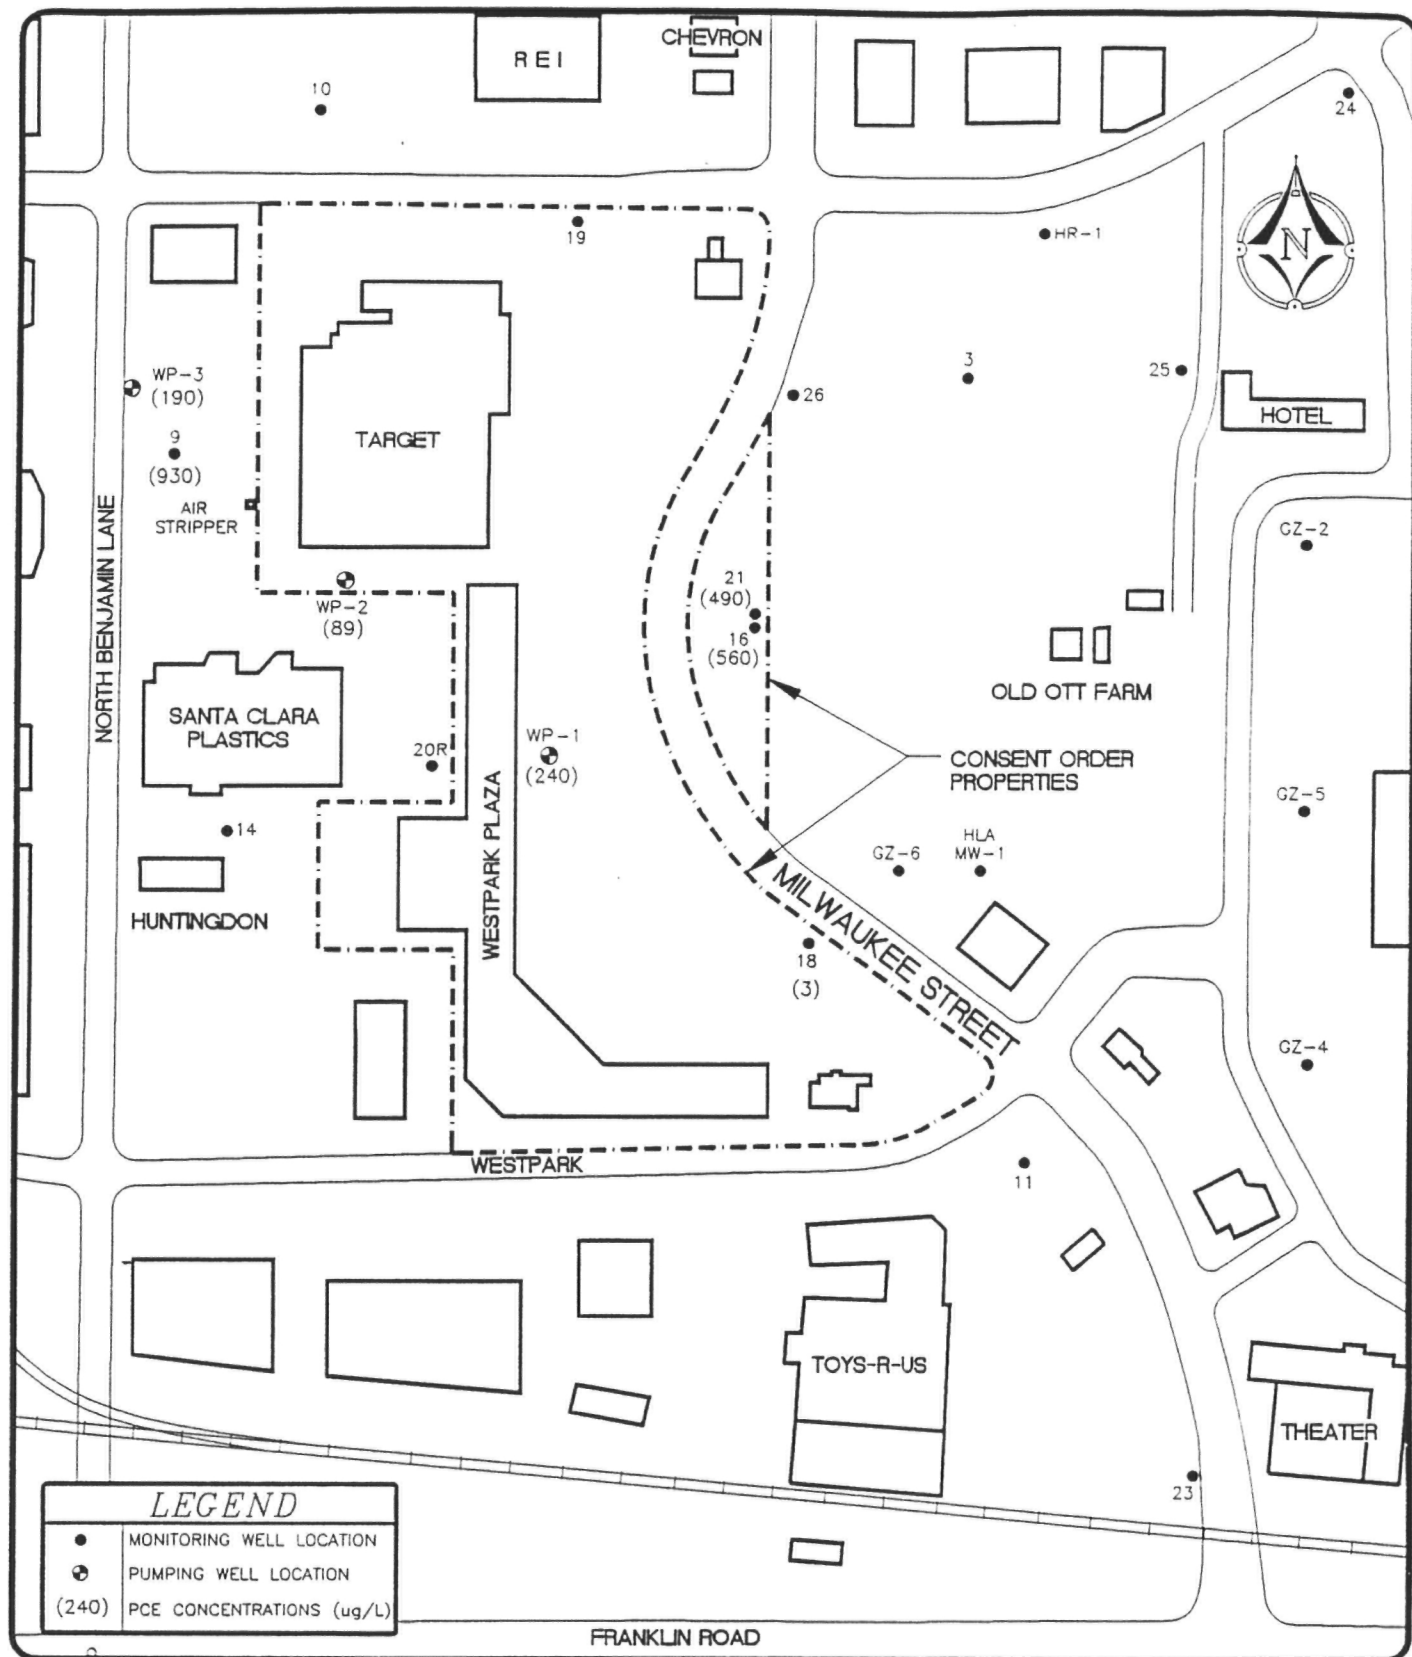 REI
CHEVRON
10
24
19
HR-1
N
WP-3
(190)
3
25
26
HOTEL
9
(930)
TARGET
AIR
STRIPPER
GZ-2
NORTH BENJAMIN LANE
WP-2
(89)
21
(490)
16
(560)
OLD OTT FARM
SANTA CLARA
PLASTICS
20R
WP-1
(240)
CONSENT ORDER
PROPERTIES
GZ-5
14
WESTPARK PLAZA
GZ-6
HLA
MW-1
HUNTINGDON
MILWAUKEE STREET
18
(3)
GZ-4
WESTPARK
11
TOYS-R-US
THEATER
23
LEGEND
MONITORING WELL LOCATION
PUMPING WELL LOCATION
(240) PCE CONCENTRATIONS (ug/L)
FRANKLIN ROAD